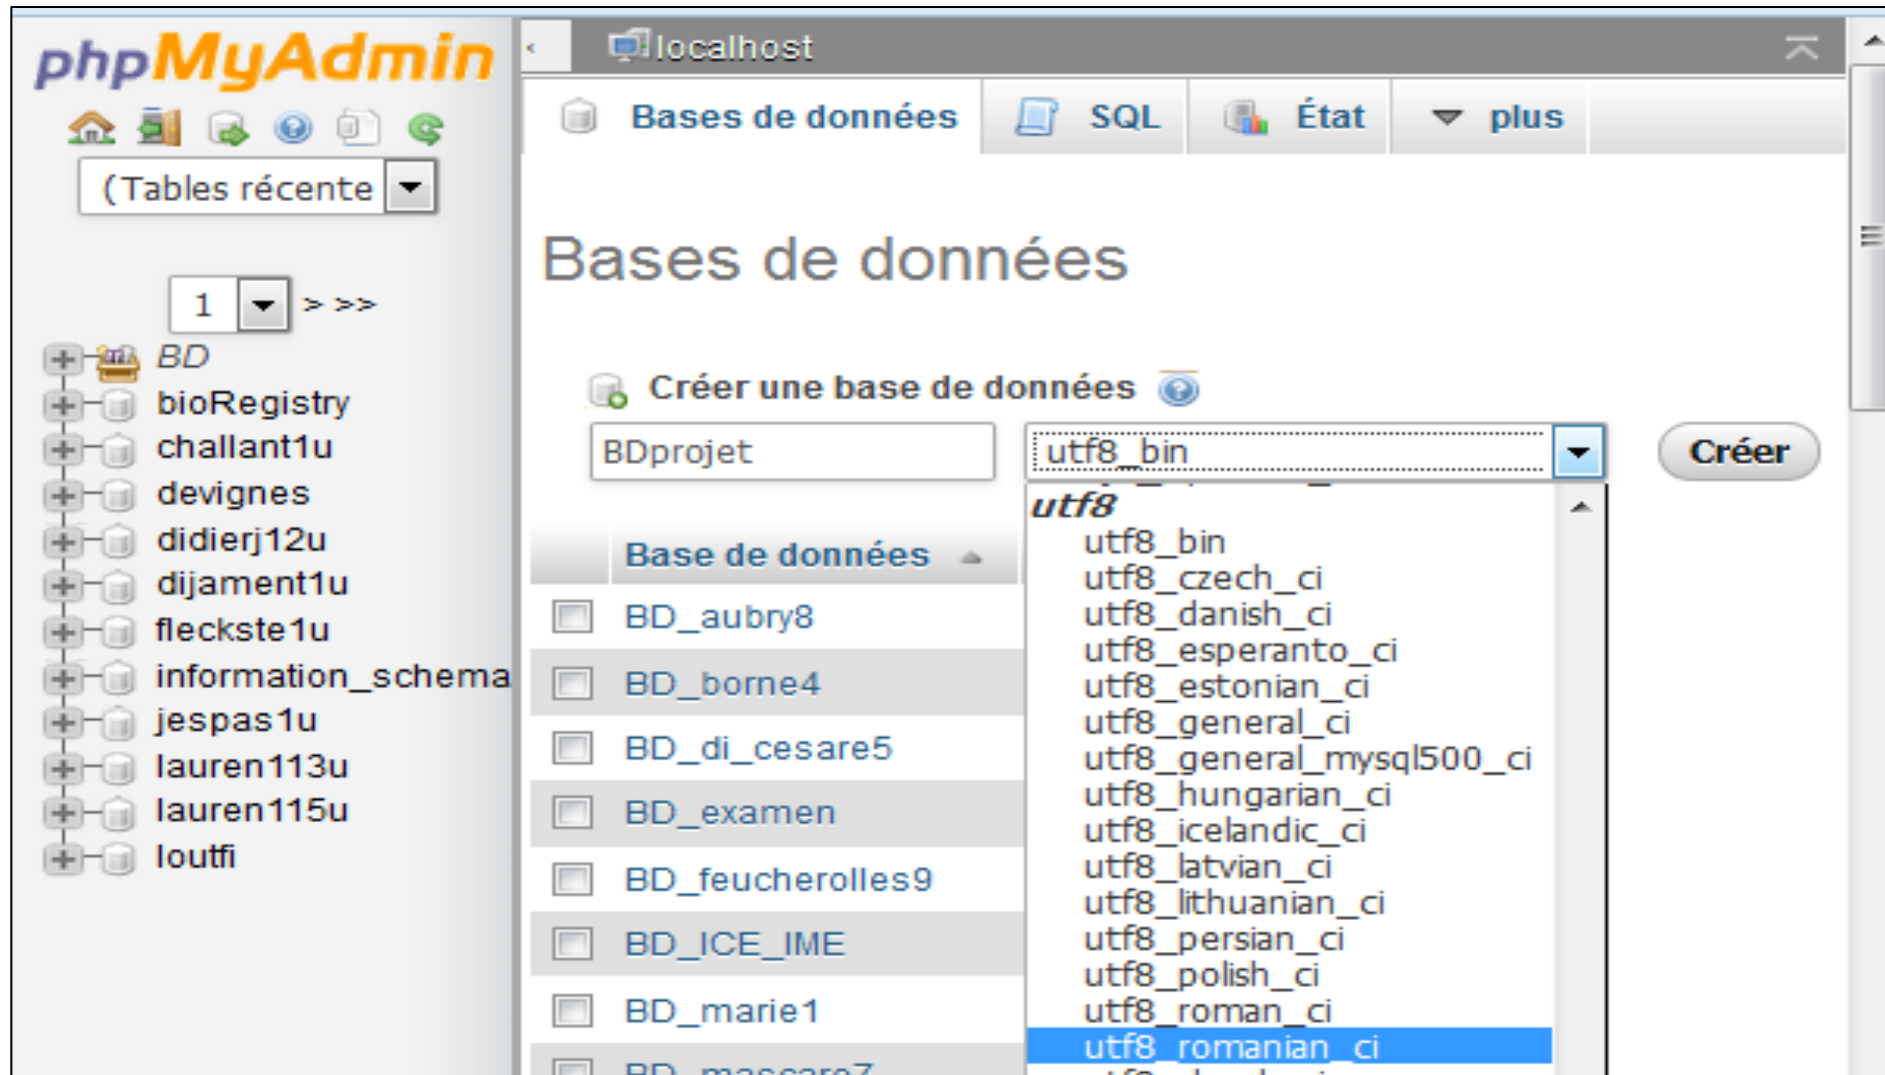 phpMyAdmin
(Tables récente
1 > >>
BD
bioRegistry
challant1u
devignes
didierj12u
dijament1u
fleckste1u
information_schema
jespas1u
lauren113u
lauren115u
loutfi
localhost
Bases de données SQL État plus
Bases de données
Créer une base de données
BDprojet utf8_bin Créer
Base de données
BD_aubry8
BD_borne4
BD_di_cesare5
BD_examen
BD_feucherolles9
BD_ICE_IME
BD_marie1
BD_mascaro7
utf8
utf8_bin
utf8_czech_ci
utf8_danish_ci
utf8_esperanto_ci
utf8_estonian_ci
utf8_general_ci
utf8_general_mysql500_ci
utf8_hungarian_ci
utf8_icelandic_ci
utf8_latvian_ci
utf8_lithuanian_ci
utf8_persian_ci
utf8_polish_ci
utf8_roman_ci
utf8_romanian_ci